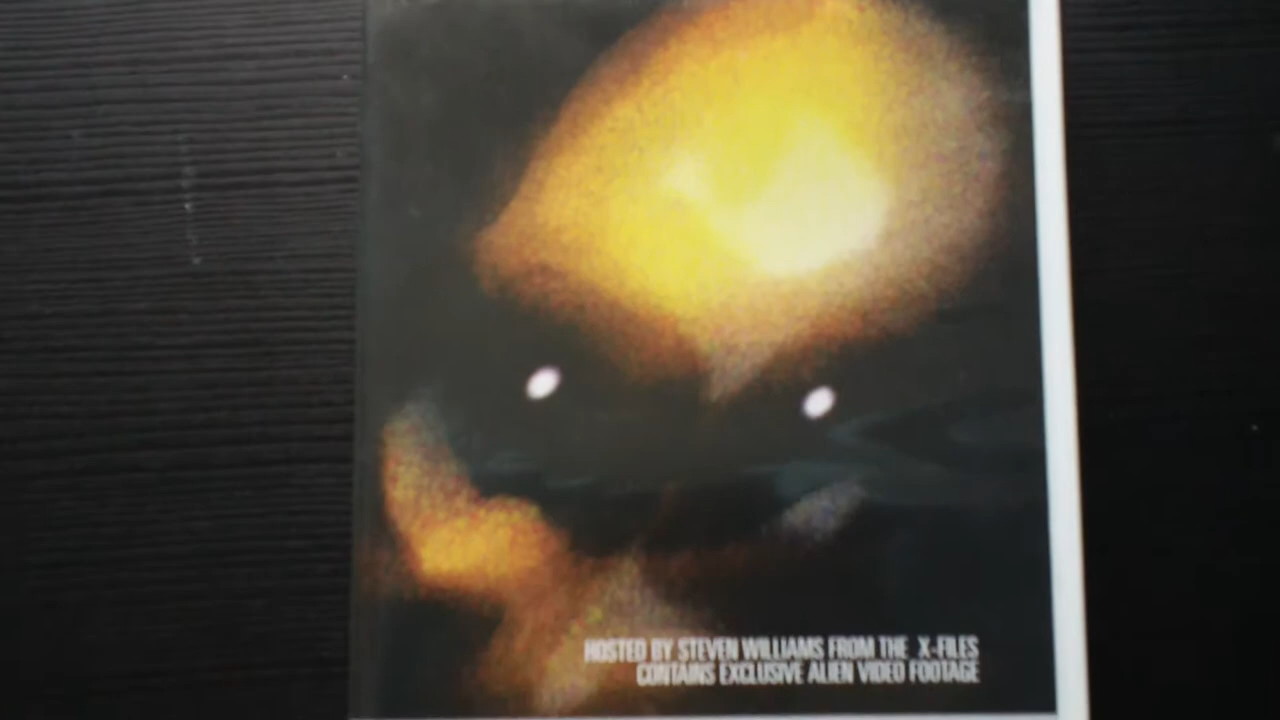 HOSTED BY STEVEN WILLIAMS FROM THE X-FILES
CONTAINS EXCLUSIVE ALIEN VIDEO FOOTAGE